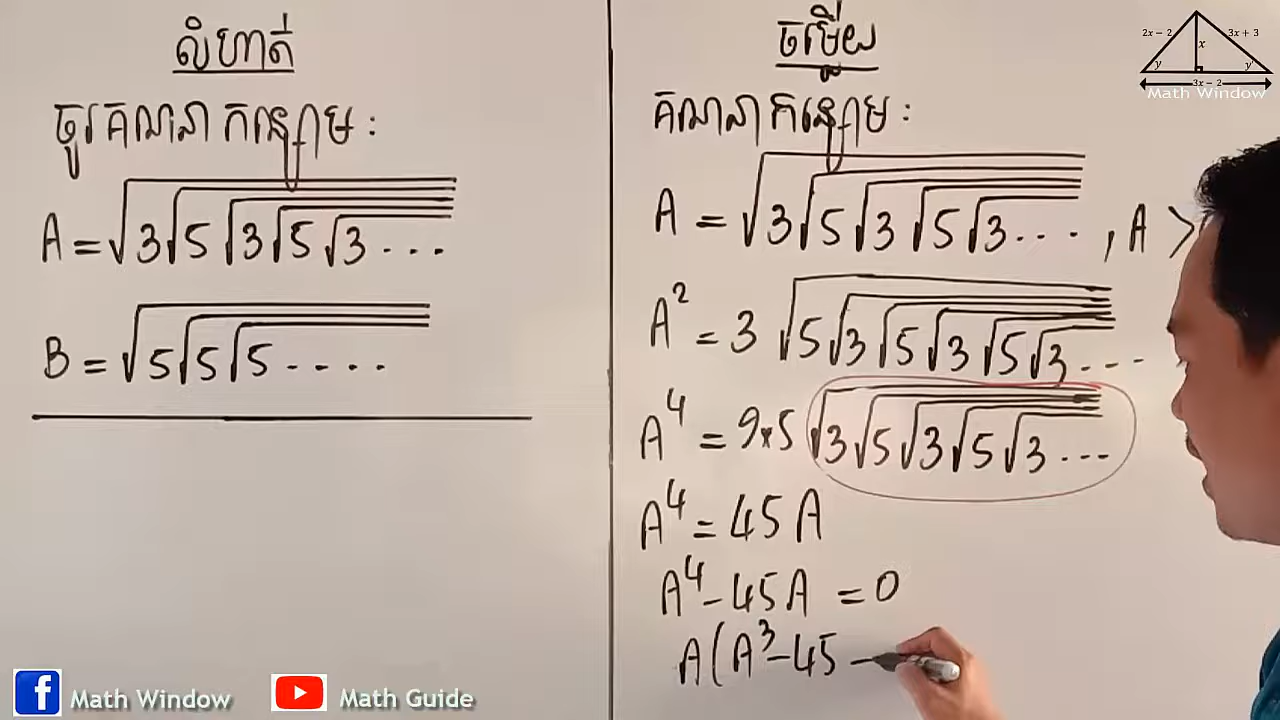 លំហាត់
ចូរគណនាកន្សោម :
A = √3√5√3√5√3 ...
B = √5√5√5 ....
ចម្លើយ
គណនាកន្សោម :
A = √3√5√3√5√3 ... , A >
A² = 3 √5√3√5√3√5√3 ...
A⁴ = 9×5 √3√5√3√5√3 ...
A⁴ = 45A
A⁴ - 45A = 0
A(A³ - 45
2x − 2
3x + 3
x
y
y
3x − 2
Math Window
Math Window
Math Guide